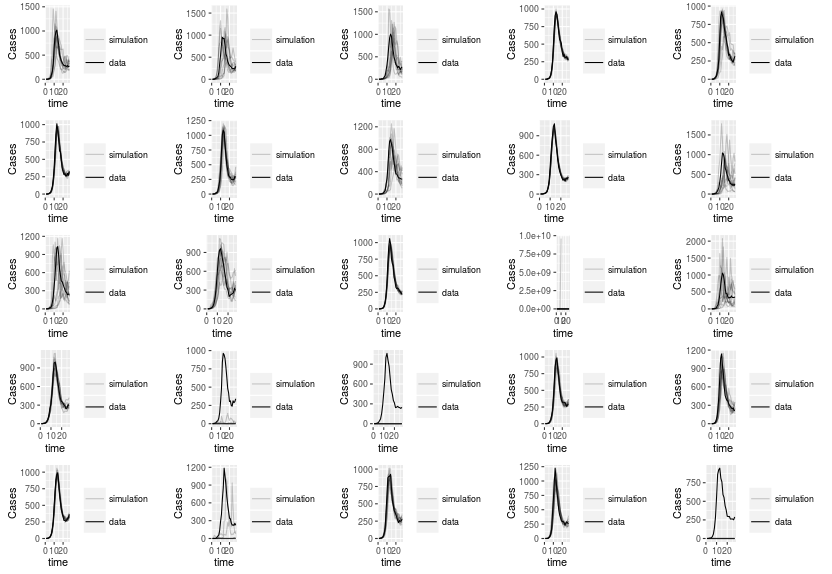 1500
1000
500
0
Cases
0 10 20
time
simulation
data
1500
1000
500
0
Cases
0 10 20
time
simulation
data
1500
1000
500
0
Cases
0 10 20
time
simulation
data
1000
750
500
250
0
Cases
0 10 20
time
simulation
data
1000
750
500
250
0
Cases
0 10 20
time
simulation
data
1000
750
500
250
0
Cases
0 10 20
time
simulation
data
1250
1000
750
500
250
0
Cases
0 10 20
time
simulation
data
1200
800
400
0
Cases
0 10 20
time
simulation
data
900
600
300
0
Cases
0 10 20
time
simulation
data
1500
1000
500
0
Cases
0 10 20
time
simulation
data
1200
900
600
300
0
Cases
0 10 20
time
simulation
data
900
600
300
0
Cases
0 10 20
time
simulation
data
1000
750
500
250
0
Cases
0 10 20
time
simulation
data
1.0e+10
7.5e+09
5.0e+09
2.5e+09
0.0e+00
Cases
0 10 20
time
simulation
data
2000
1500
1000
500
0
Cases
0 10 20
time
simulation
data
900
600
300
0
Cases
0 10 20
time
simulation
data
1000
750
500
250
0
Cases
0 10 20
time
simulation
data
900
600
300
0
Cases
0 10 20
time
simulation
data
1000
750
500
250
0
Cases
0 10 20
time
simulation
data
1200
900
600
300
0
Cases
0 10 20
time
simulation
data
1000
750
500
250
0
Cases
0 10 20
time
simulation
data
1200
900
600
300
0
Cases
0 10 20
time
simulation
data
1000
750
500
250
0
Cases
0 10 20
time
simulation
data
1250
1000
750
500
250
0
Cases
0 10 20
time
simulation
data
750
500
250
0
Cases
0 10 20
time
simulation
data